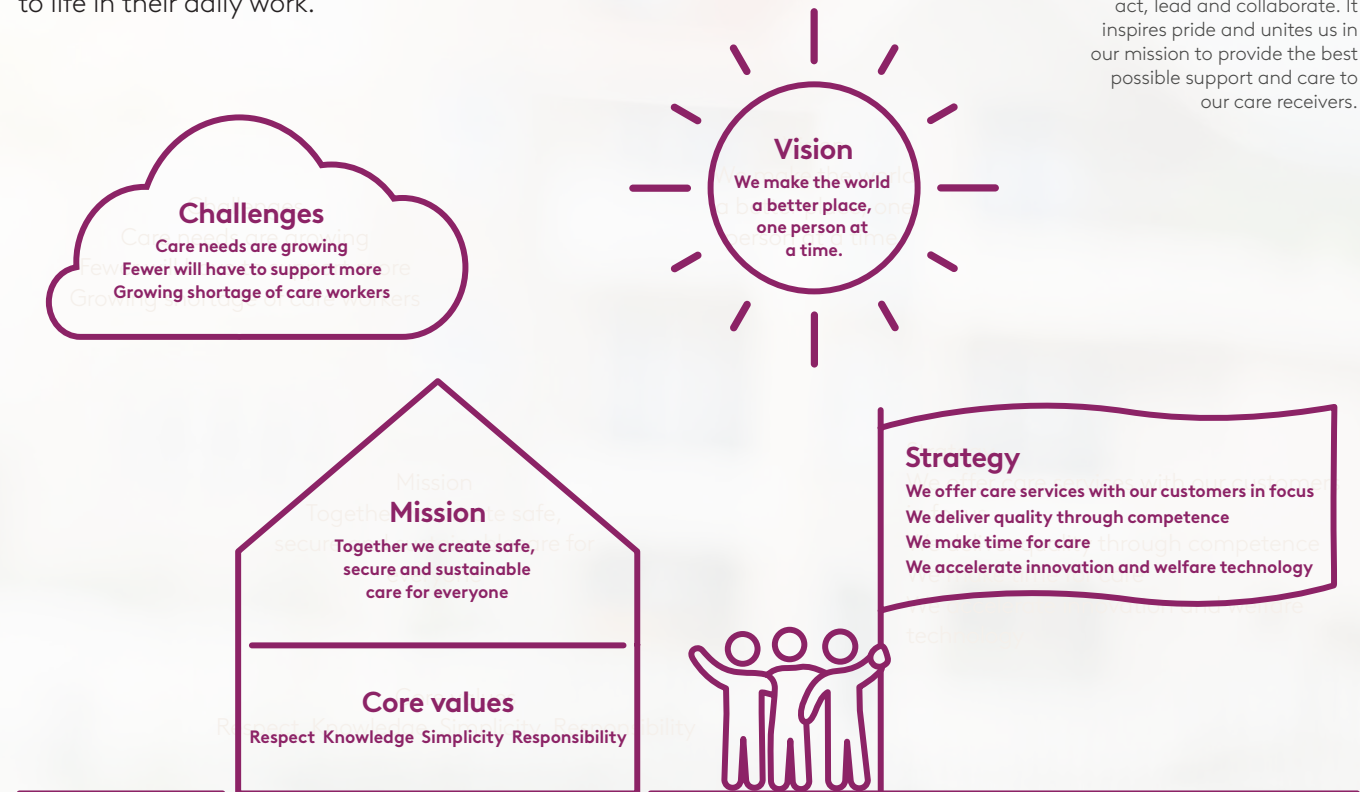 to life in their daily work.
act, lead and collaborate. It
inspires pride and unites us in
our mission to provide the best
possible support and care to
our care receivers.
Challenges
Care needs are growing
Fewer will have to support more
Growing shortage of care workers
Vision
We make the world
a better place,
one person at
a time.
Mission
Together we create safe,
secure and sustainable
care for everyone
Core values
Respect Knowledge Simplicity Responsibility
Strategy
We offer care services with our customers in focus
We deliver quality through competence
We make time for care
We accelerate innovation and welfare technology